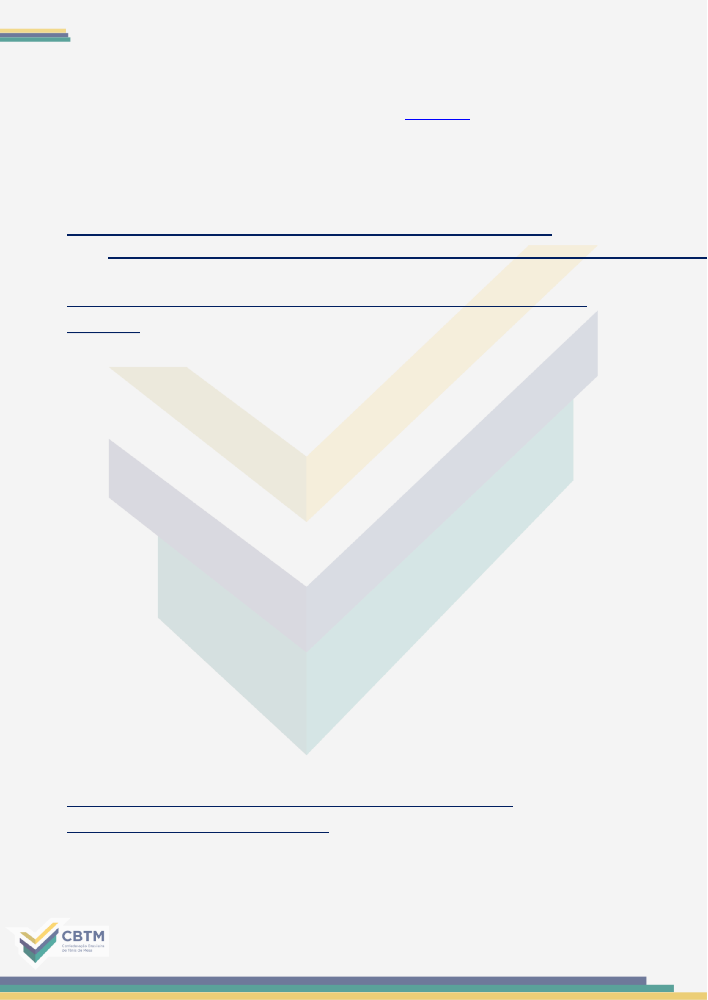 CBTM
Confederação Brasileira
de Tênis de Mesa